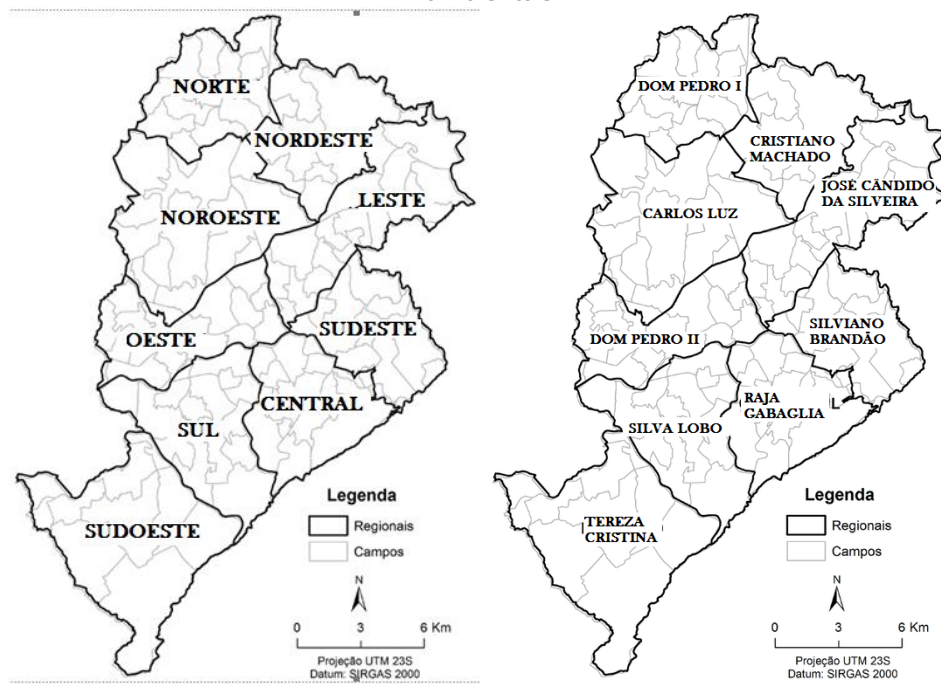 NORTE
NORDESTE
LESTE
NOROESTE
OESTE
SUDESTE
CENTRAL
SUL
SUDOESTE
Legenda
Regionais
Campos
N
0 3 6 Km
Projeção UTM 23S
Datum: SIRGAS 2000
DOM PEDRO I
CRISTIANO
MACHADO
JOSÉ CÂNDIDO
DA SILVEIRA
CARLOS LUZ
DOM PEDRO II
SILVIANO
BRANDÃO
RAJA
GABAGLIA
SILVA LOBO
TEREZA
CRISTINA
Legenda
Regionais
Campos
N
0 3 6 Km
Projeção UTM 23S
Datum: SIRGAS 2000